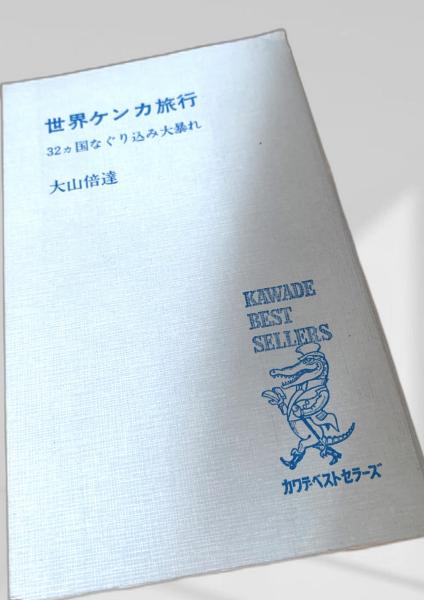 世界ケンカ旅行
32ヵ国なぐり込み大暴れ
大山倍達
KAWADE
BEST
SELLERS
カワデ・ベストセラーズ